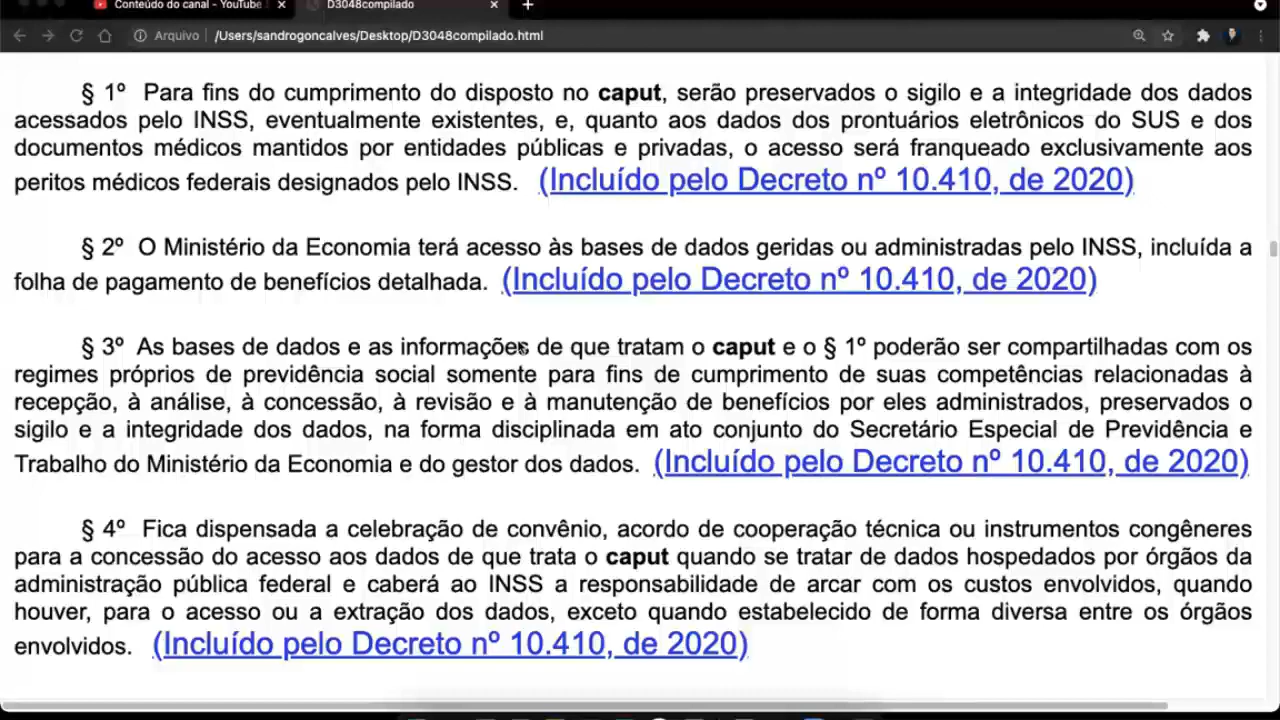 Conteúdo do canal - YouTube
D3048compilado
Arquivo | /Users/sandrogoncalves/Desktop/D3048compilado.html
§ 1º Para fins do cumprimento do disposto no caput, serão preservados o sigilo e a integridade dos dados
acessados pelo INSS, eventualmente existentes, e, quanto aos dados dos prontuários eletrônicos do SUS e dos
documentos médicos mantidos por entidades públicas e privadas, o acesso será franqueado exclusivamente aos
peritos médicos federais designados pelo INSS. (Incluído pelo Decreto nº 10.410, de 2020)
§ 2º O Ministério da Economia terá acesso às bases de dados geridas ou administradas pelo INSS, incluída a
folha de pagamento de benefícios detalhada. (Incluído pelo Decreto nº 10.410, de 2020)
§ 3º As bases de dados e as informações de que tratam o caput e o § 1º poderão ser compartilhadas com os
regimes próprios de previdência social somente para fins de cumprimento de suas competências relacionadas à
recepção, à análise, à concessão, à revisão e à manutenção de benefícios por eles administrados, preservados o
sigilo e a integridade dos dados, na forma disciplinada em ato conjunto do Secretário Especial de Previdência e
Trabalho do Ministério da Economia e do gestor dos dados. (Incluído pelo Decreto nº 10.410, de 2020)
§ 4º Fica dispensada a celebração de convênio, acordo de cooperação técnica ou instrumentos congêneres
para a concessão do acesso aos dados de que trata o caput quando se tratar de dados hospedados por órgãos da
administração pública federal e caberá ao INSS a responsabilidade de arcar com os custos envolvidos, quando
houver, para o acesso ou a extração dos dados, exceto quando estabelecido de forma diversa entre os órgãos
envolvidos. (Incluído pelo Decreto nº 10.410, de 2020)